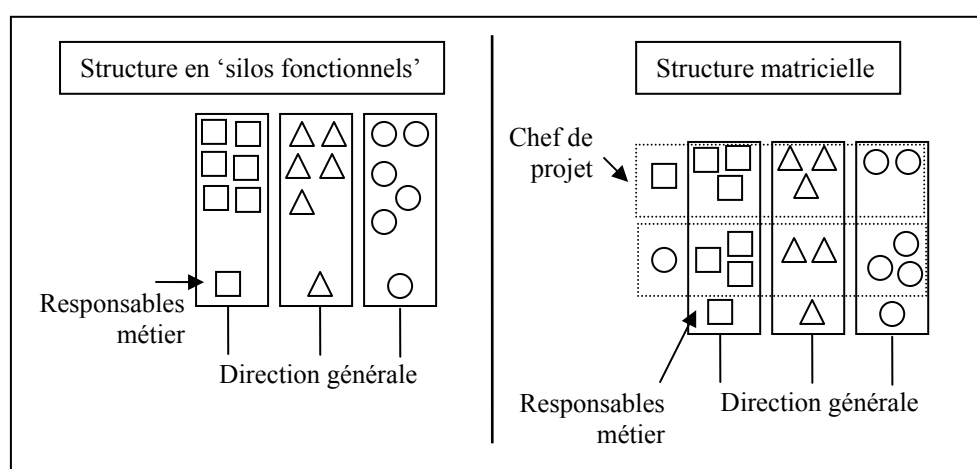 Structure en ‘silos fonctionnels’
Responsables
métier
Direction générale
Structure matricielle
Chef de
projet
Responsables
métier
Direction générale